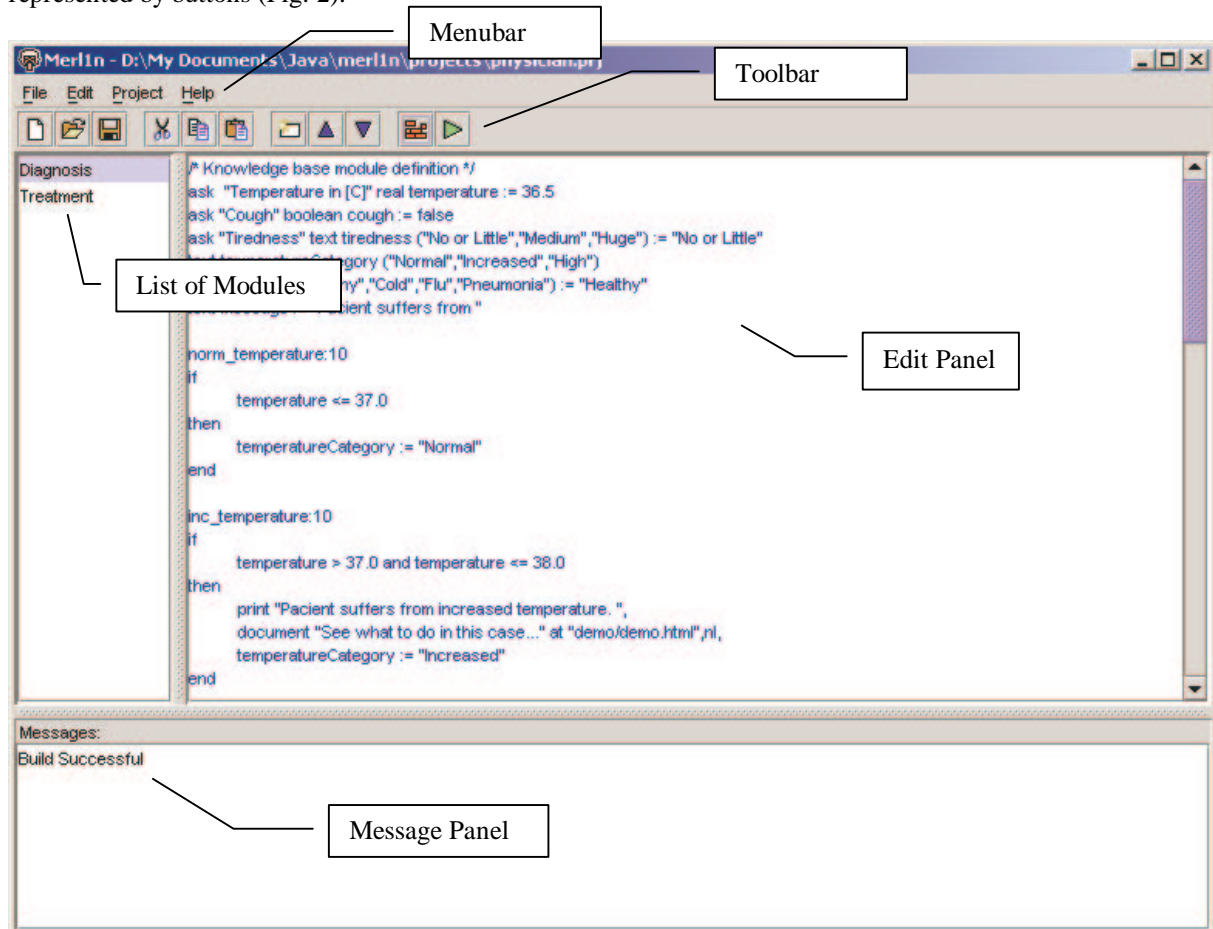 represented by buttons (Fig. 2).
Menubar
Merl1n - D:\My Documents\Java\merl1n\projects\physician.prj
Toolbar
File Edit Project Help
Diagnosis
Treatment
List of Modules
/* Knowledge base module definition */
ask "Temperature in [C]" real temperature := 36.5
ask "Cough" boolean cough := false
ask "Tiredness" text tiredness ("No or Little","Medium","Huge") := "No or Little"
("Normal","Increased","High")
"Cold","Flu","Pneumonia") := "Healthy"
suffers from "
norm_temperature:10
if
temperature <= 37.0
then
temperatureCategory := "Normal"
end
inc_temperature:10
if
temperature > 37.0 and temperature <= 38.0
then
print "Pacient suffers from increased temperature. ",
document "See what to do in this case..." at "demo/demo.html",nl,
temperatureCategory := "Increased"
end
Edit Panel
Messages:
Build Successful
Message Panel